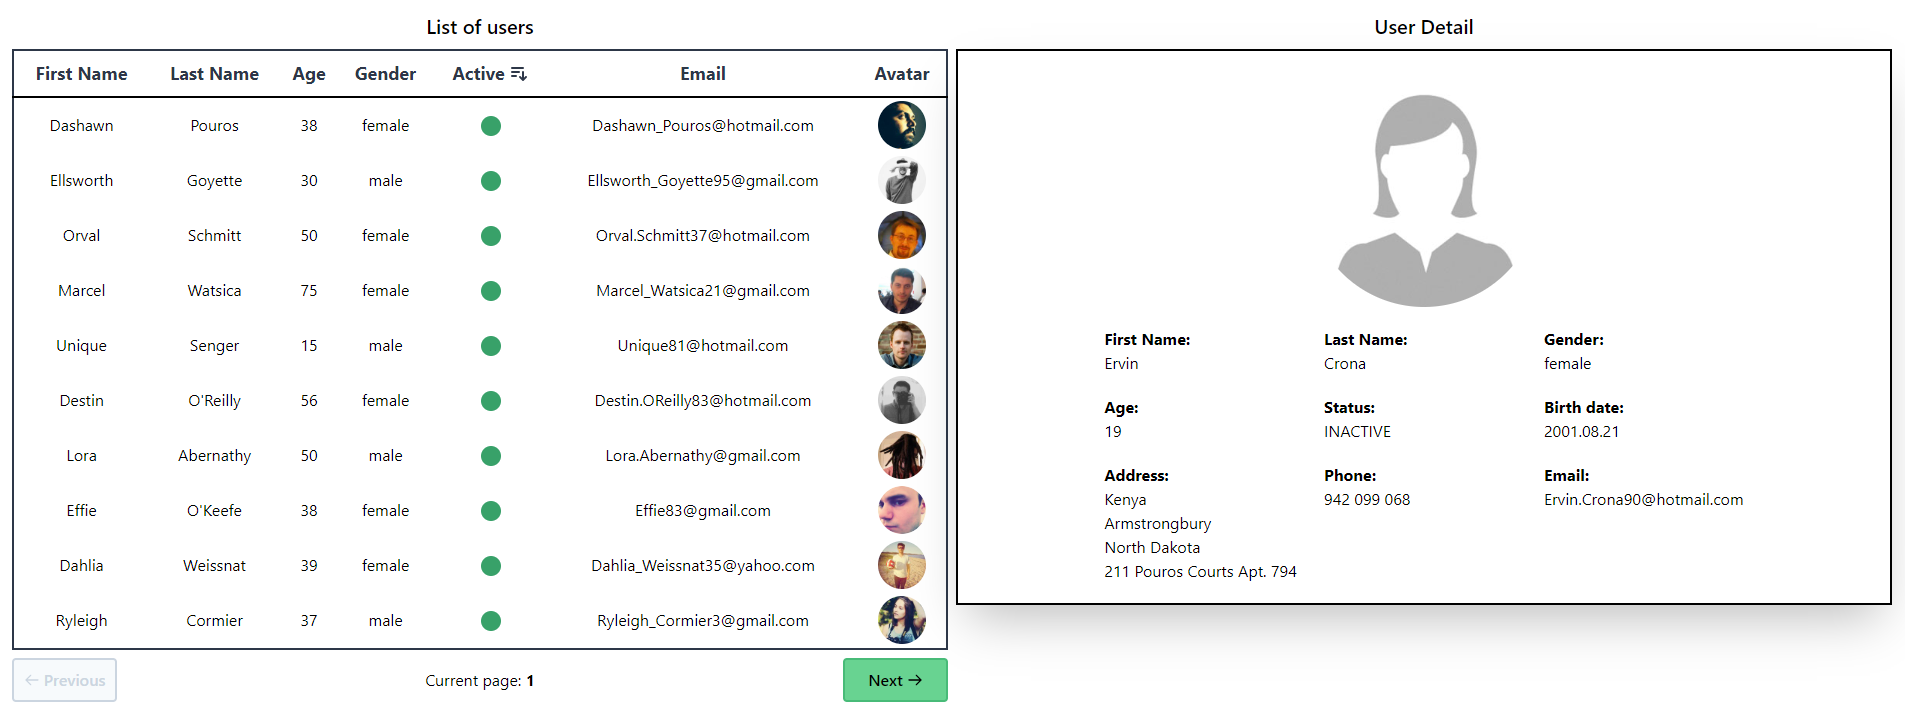 List of users
First Name Last Name Age Gender Active Email Avatar
Dashawn Pouros 38 female Dashawn_Pouros@hotmail.com
Ellsworth Goyette 30 male Ellsworth_Goyette95@gmail.com
Orval Schmitt 50 female Orval.Schmitt37@hotmail.com
Marcel Watsica 75 female Marcel_Watsica21@gmail.com
Unique Senger 15 male Unique81@hotmail.com
Destin O'Reilly 56 female Destin.OReilly83@hotmail.com
Lora Abernathy 50 male Lora.Abernathy@gmail.com
Effie O'Keefe 38 female Effie83@gmail.com
Dahlia Weissnat 39 female Dahlia_Weissnat35@yahoo.com
Ryleigh Cormier 37 male Ryleigh_Cormier3@gmail.com
← Previous Current page: 1 Next →
User Detail
First Name: Last Name: Gender:
Ervin Crona female
Age: Status: Birth date:
19 INACTIVE 2001.08.21
Address: Phone: Email:
Kenya 942 099 068 Ervin.Crona90@hotmail.com
Armstrongbury
North Dakota
211 Pouros Courts Apt. 794